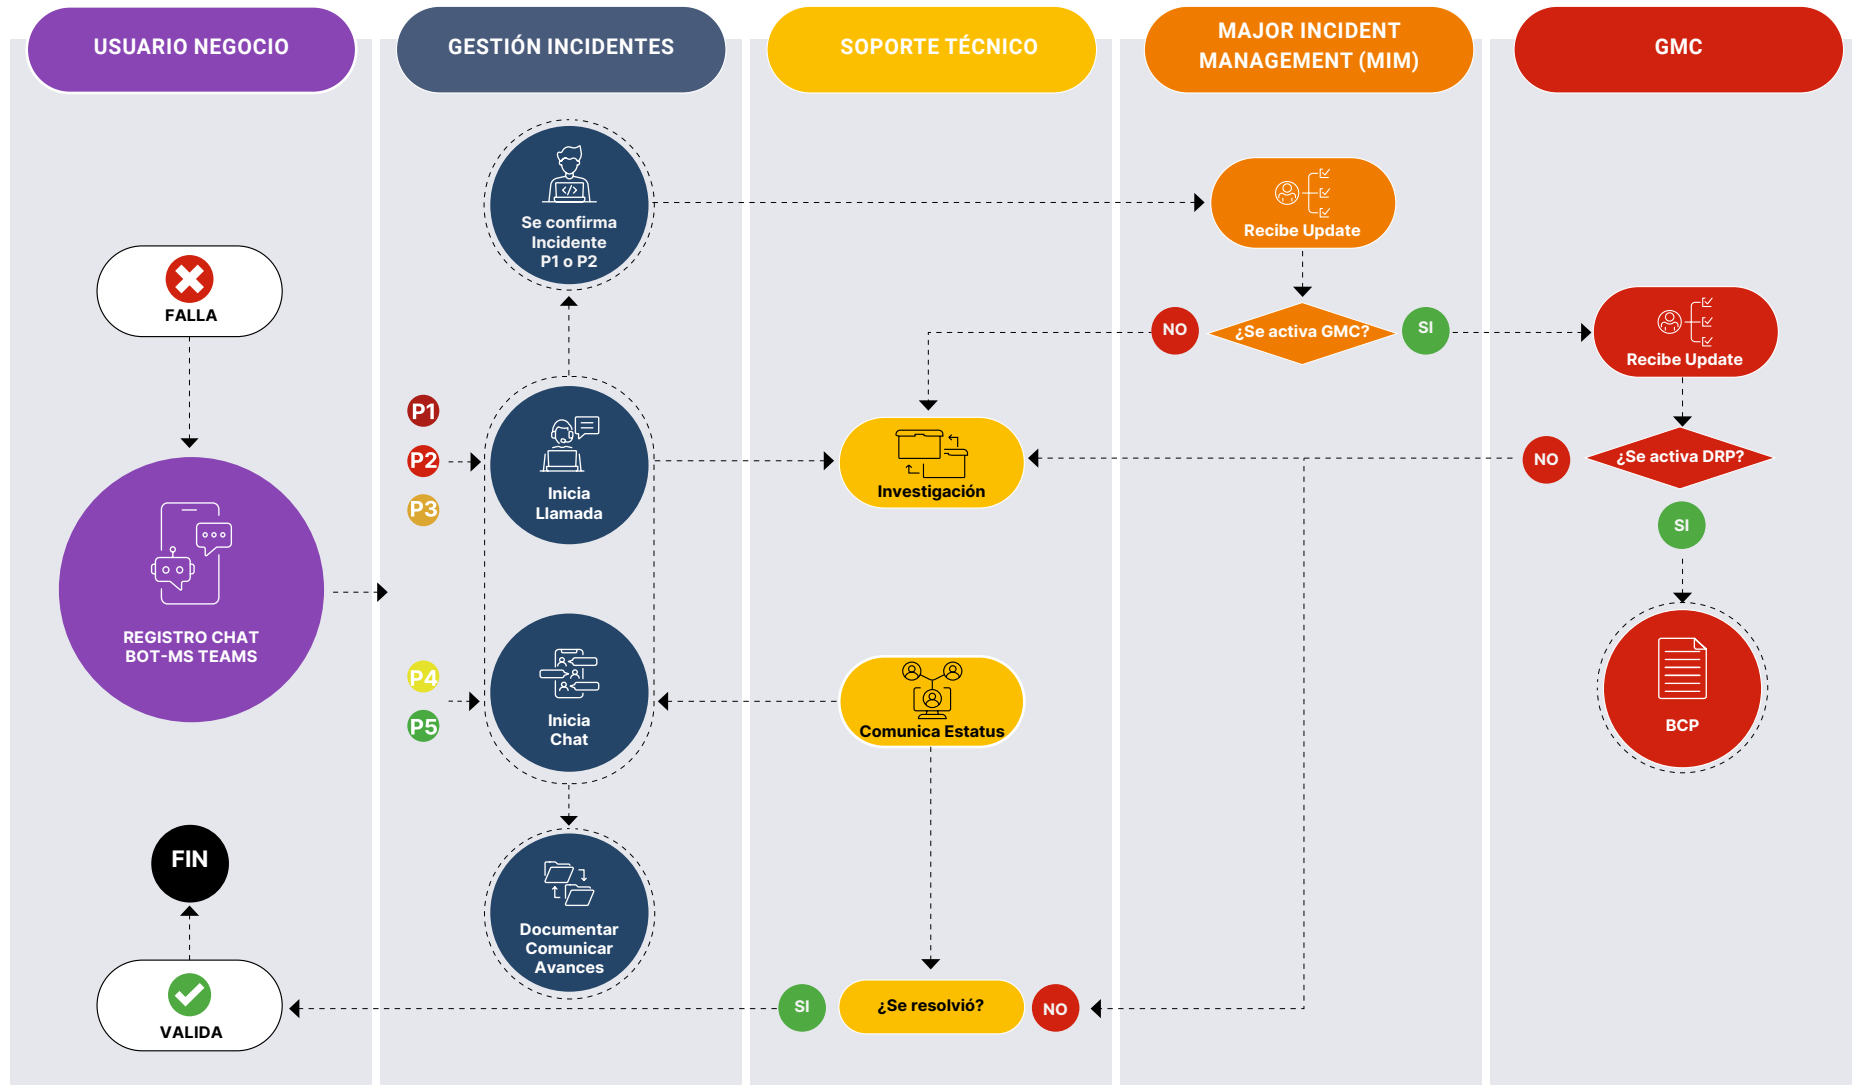 USUARIO NEGOCIO
GESTIÓN INCIDENTES
SOPORTE TÉCNICO
MAJOR INCIDENT
MANAGEMENT (MIM)
GMC
FALLA
REGISTRO CHAT
BOT-MS TEAMS
FIN
VALIDA
Se confirma
Incidente
P1 o P2
P1
P2
P3
Inicia
Llamada
P4
P5
Inicia
Chat
Documentar
Comunicar
Avances
Investigación
Comunica Estatus
SI
¿Se resolvió?
NO
Recibe Update
NO
¿Se activa GMC?
SI
Recibe Update
NO
¿Se activa DRP?
SI
BCP